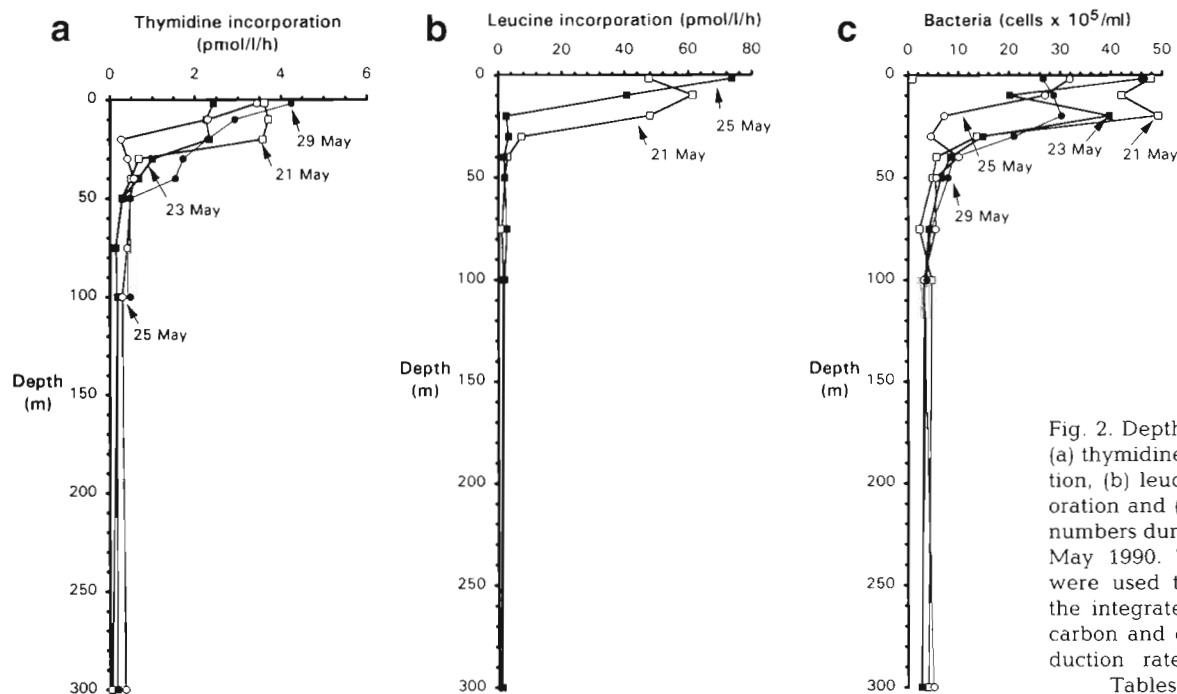 a
Thymidine incorporation
(pmol/l/h)
0 2 4 6
0
50
100
150
200
250
300
Depth
(m)
29 May
21 May
23 May
25 May
b
Leucine incorporation (pmol/l/h)
0 20 40 60 80
0
50
100
150
200
250
300
Depth
(m)
25 May
21 May
c
Bacteria (cells x 10⁵/ml)
0 10 20 30 40 50
0
50
100
150
200
250
300
Depth
(m)
25 May
23 May
21 May
29 May
Fig. 2. Depth
(a) thymidine
tion, (b) leuc
oration and (
numbers dur
May 1990.
were used t
the integrate
carbon and
duction rate
Tables